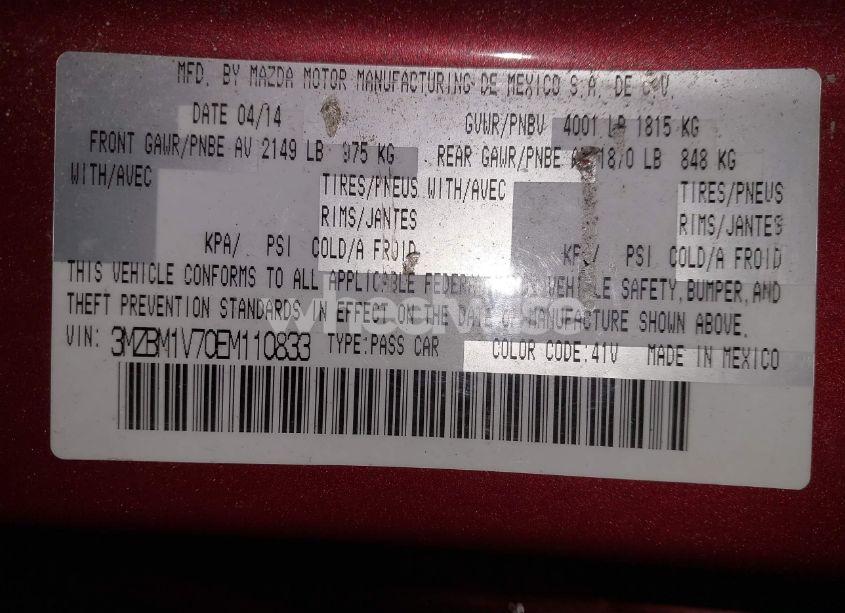 MFD. BY MAZDA MOTOR MANUFACTURING DE MEXICO S.A. DE C.V.
DATE 04/14 GVWR/PNBV 4001 LB 1815 KG
FRONT GAWR/PNBE AV 2149 LB 975 KG REAR GAWR/PNBE 1870 LB 848 KG
WITH/AVEC TIRES/PNEUS WITH/AVEC TIRES/PNEUS
RIMS/JANTES RIMS/JANTES
KPA/ PSI COLD/A FROID KPA/ PSI COLD/A FROID
THIS VEHICLE CONFORMS TO ALL APPLICABLE FEDERAL VEHICLE SAFETY, BUMPER, AND
THEFT PREVENTION STANDARDS IN EFFECT ON THE DATE OF MANUFACTURE SHOWN ABOVE.
VIN: 3MZBM1V70EM110833 TYPE:PASS CAR COLOR CODE:41V MADE IN MEXICO